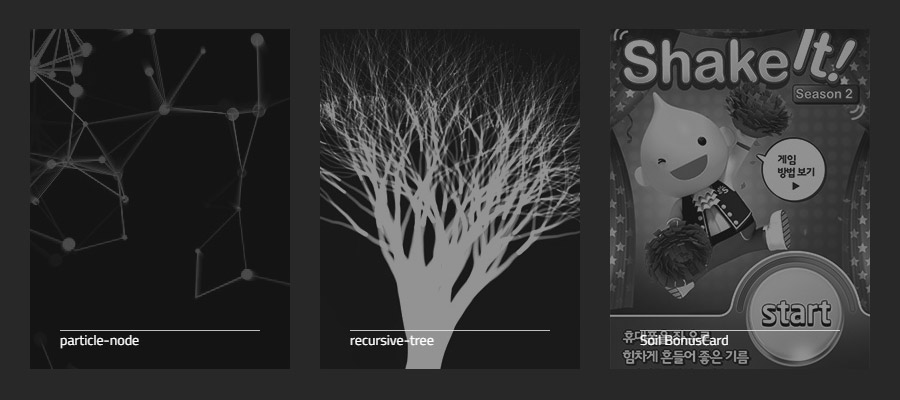 Shake It!
Season 2
게임
방법 보기
start
particle-node
recursive-tree
Soil BonusCard
힘차게 흔들어 좋은 기름